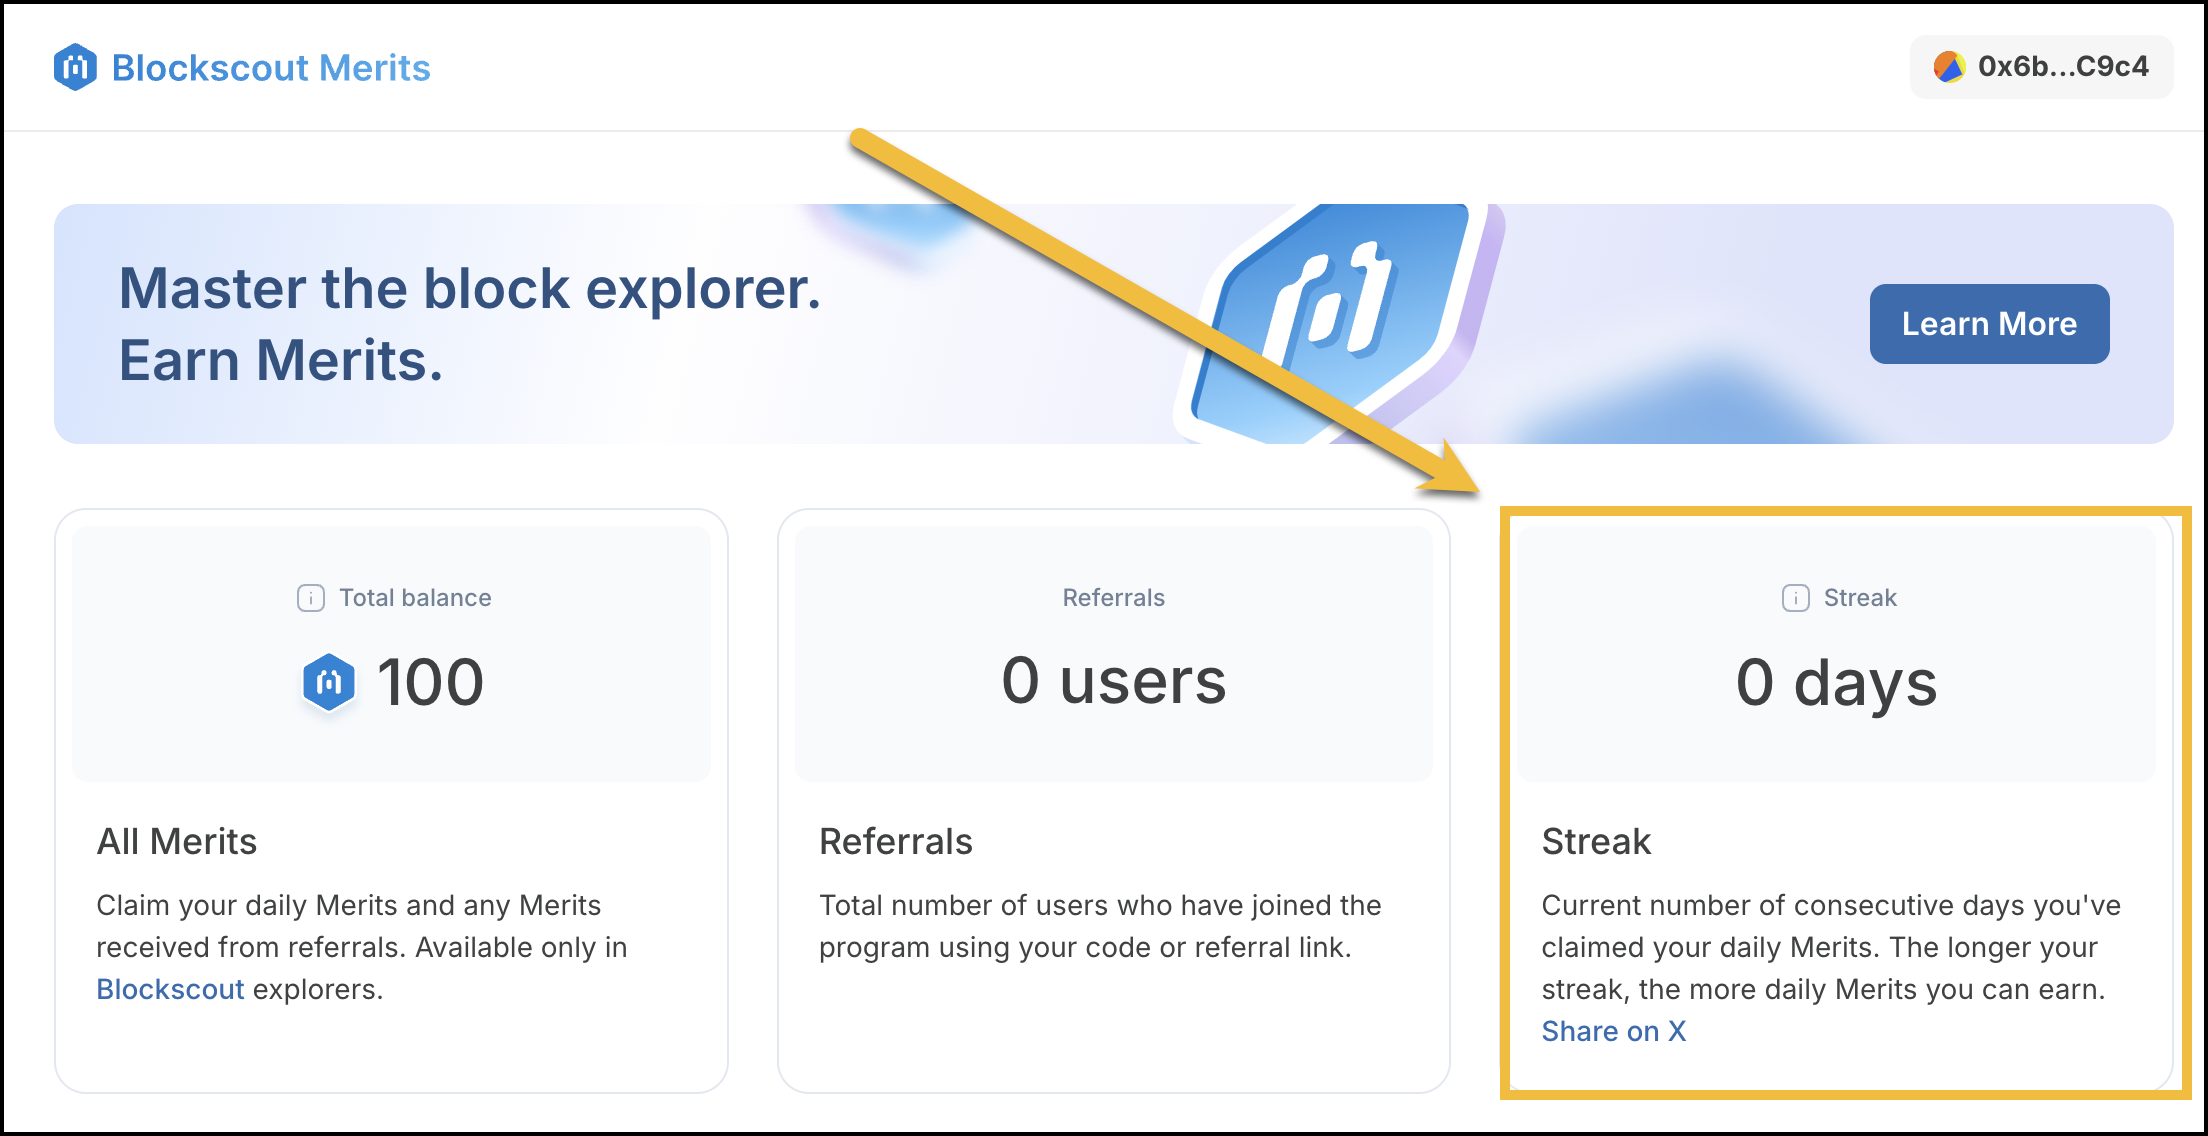 Blockscout Merits
0x6b...C9c4
Master the block explorer.
Earn Merits.
Learn More
Total balance
100
All Merits
Claim your daily Merits and any Merits
received from referrals. Available only in
Blockscout explorers.
Referrals
0 users
Referrals
Total number of users who have joined the
program using your code or referral link.
Streak
0 days
Streak
Current number of consecutive days you've
claimed your daily Merits. The longer your
streak, the more daily Merits you can earn.
Share on X